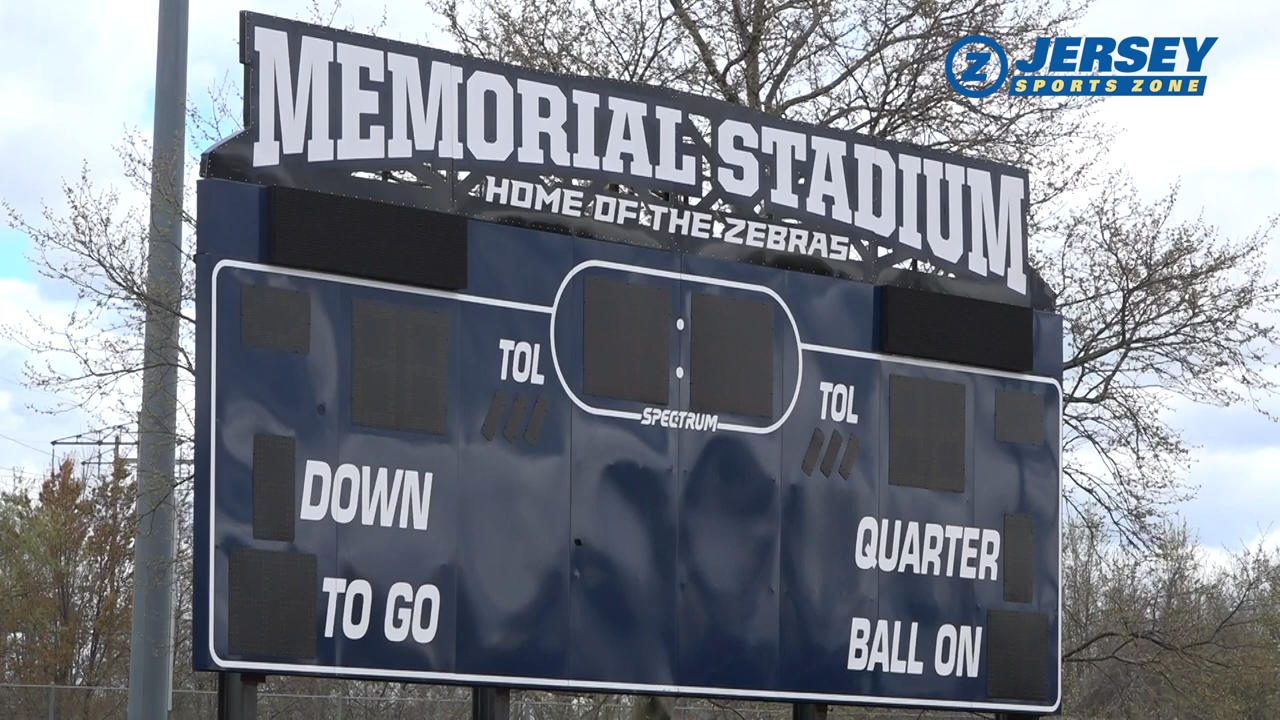 Z JERSEY
SPORTS ZONE
MEMORIAL STADIUM
HOME OF THE ZEBRAS
TOL
TOL
SPECTRUM
DOWN
QUARTER
TO GO
BALL ON